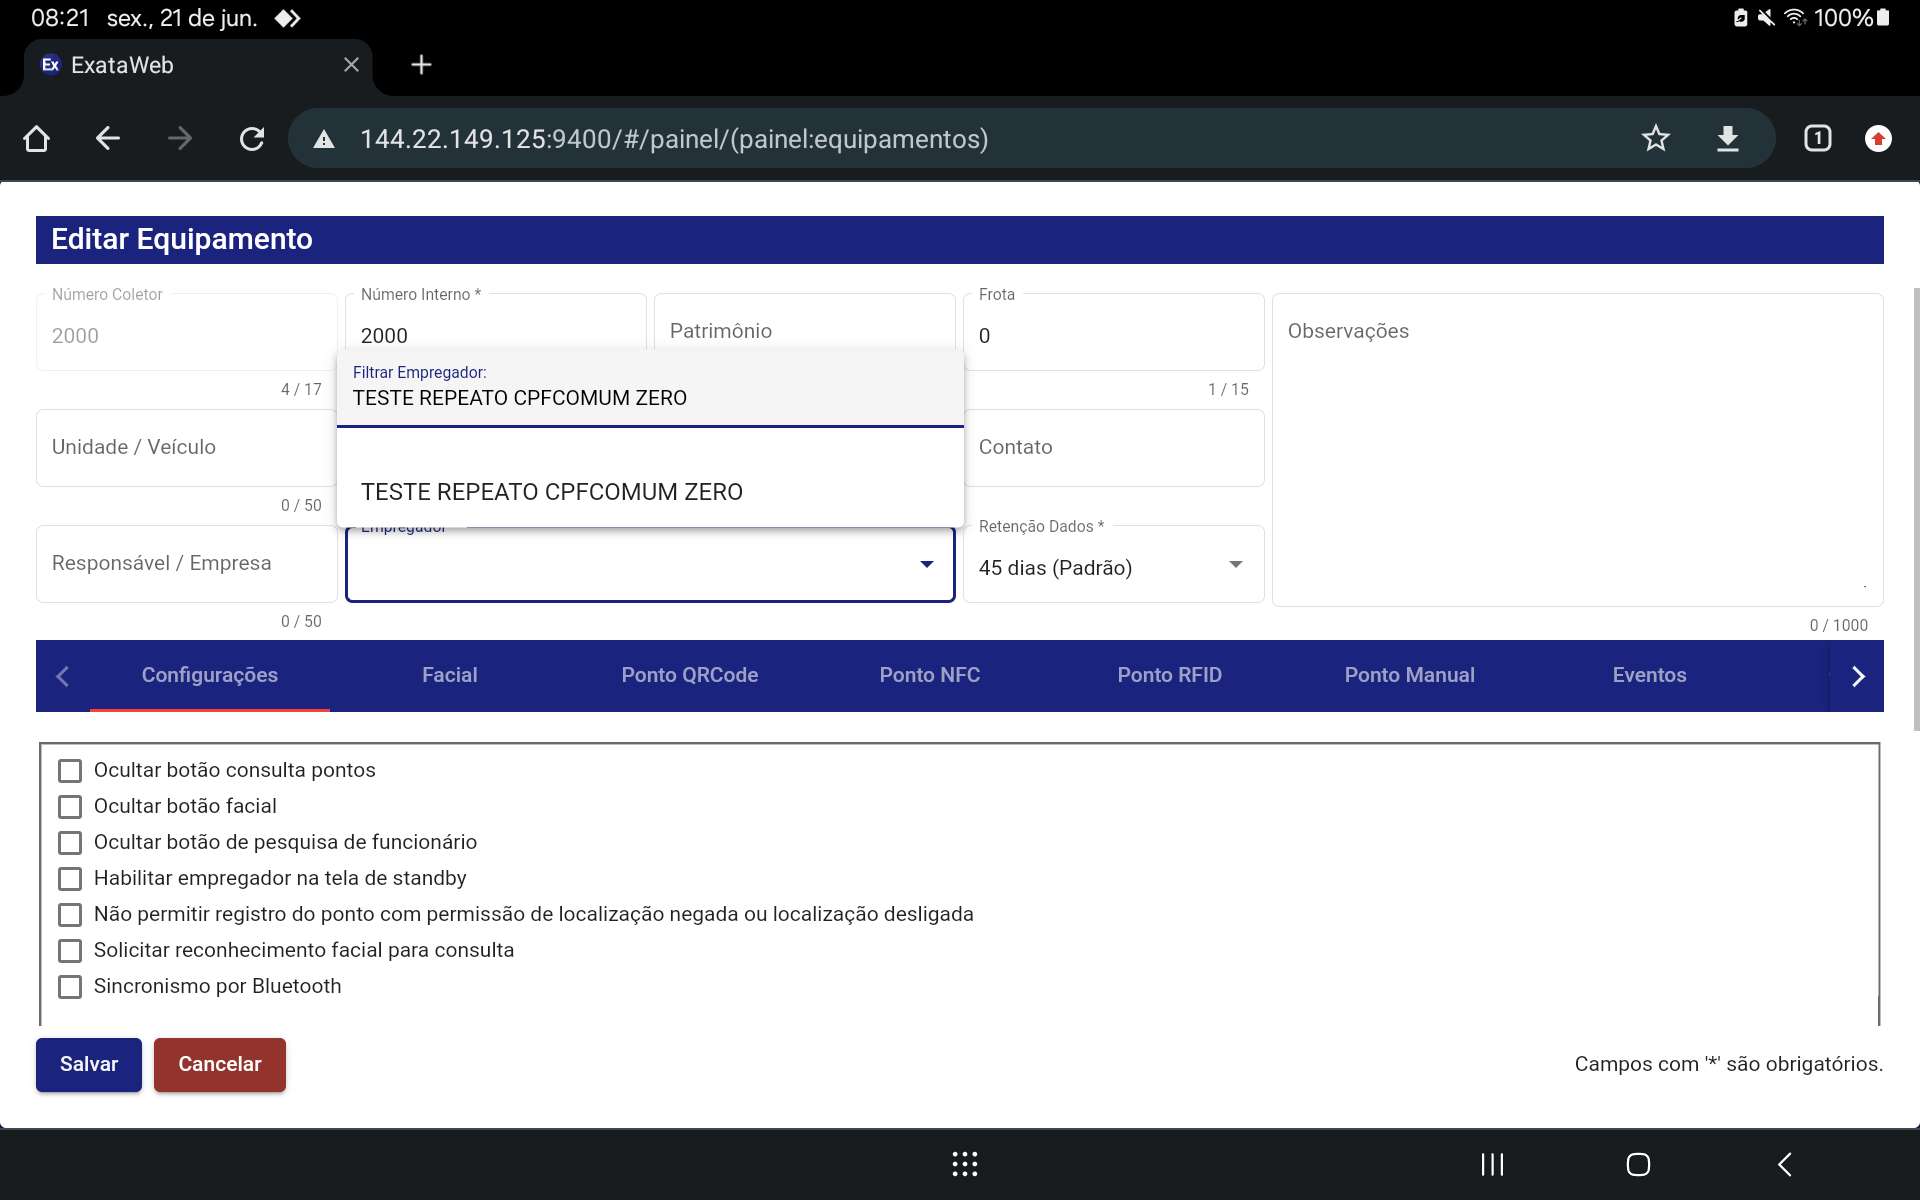 08:21 sex., 21 de jun.
100%
Ex ExataWeb
144.22.149.125:9400/#/painel/(painel:equipamentos)
1
Editar Equipamento
Número Coletor
2000
4 / 17
Número Interno *
2000
Patrimônio
Frota
0
1 / 15
Observações
0 / 1000
Filtrar Empregador:
TESTE REPEATO CPFCOMUM ZERO
TESTE REPEATO CPFCOMUM ZERO
Unidade / Veículo
0 / 50
Contato
Responsável / Empresa
0 / 50
Empregador
Retenção Dados *
45 dias (Padrão)
Configurações
Facial
Ponto QRCode
Ponto NFC
Ponto RFID
Ponto Manual
Eventos
Ocultar botão consulta pontos
Ocultar botão facial
Ocultar botão de pesquisa de funcionário
Habilitar empregador na tela de standby
Não permitir registro do ponto com permissão de localização negada ou localização desligada
Solicitar reconhecimento facial para consulta
Sincronismo por Bluetooth
Salvar
Cancelar
Campos com '*' são obrigatórios.